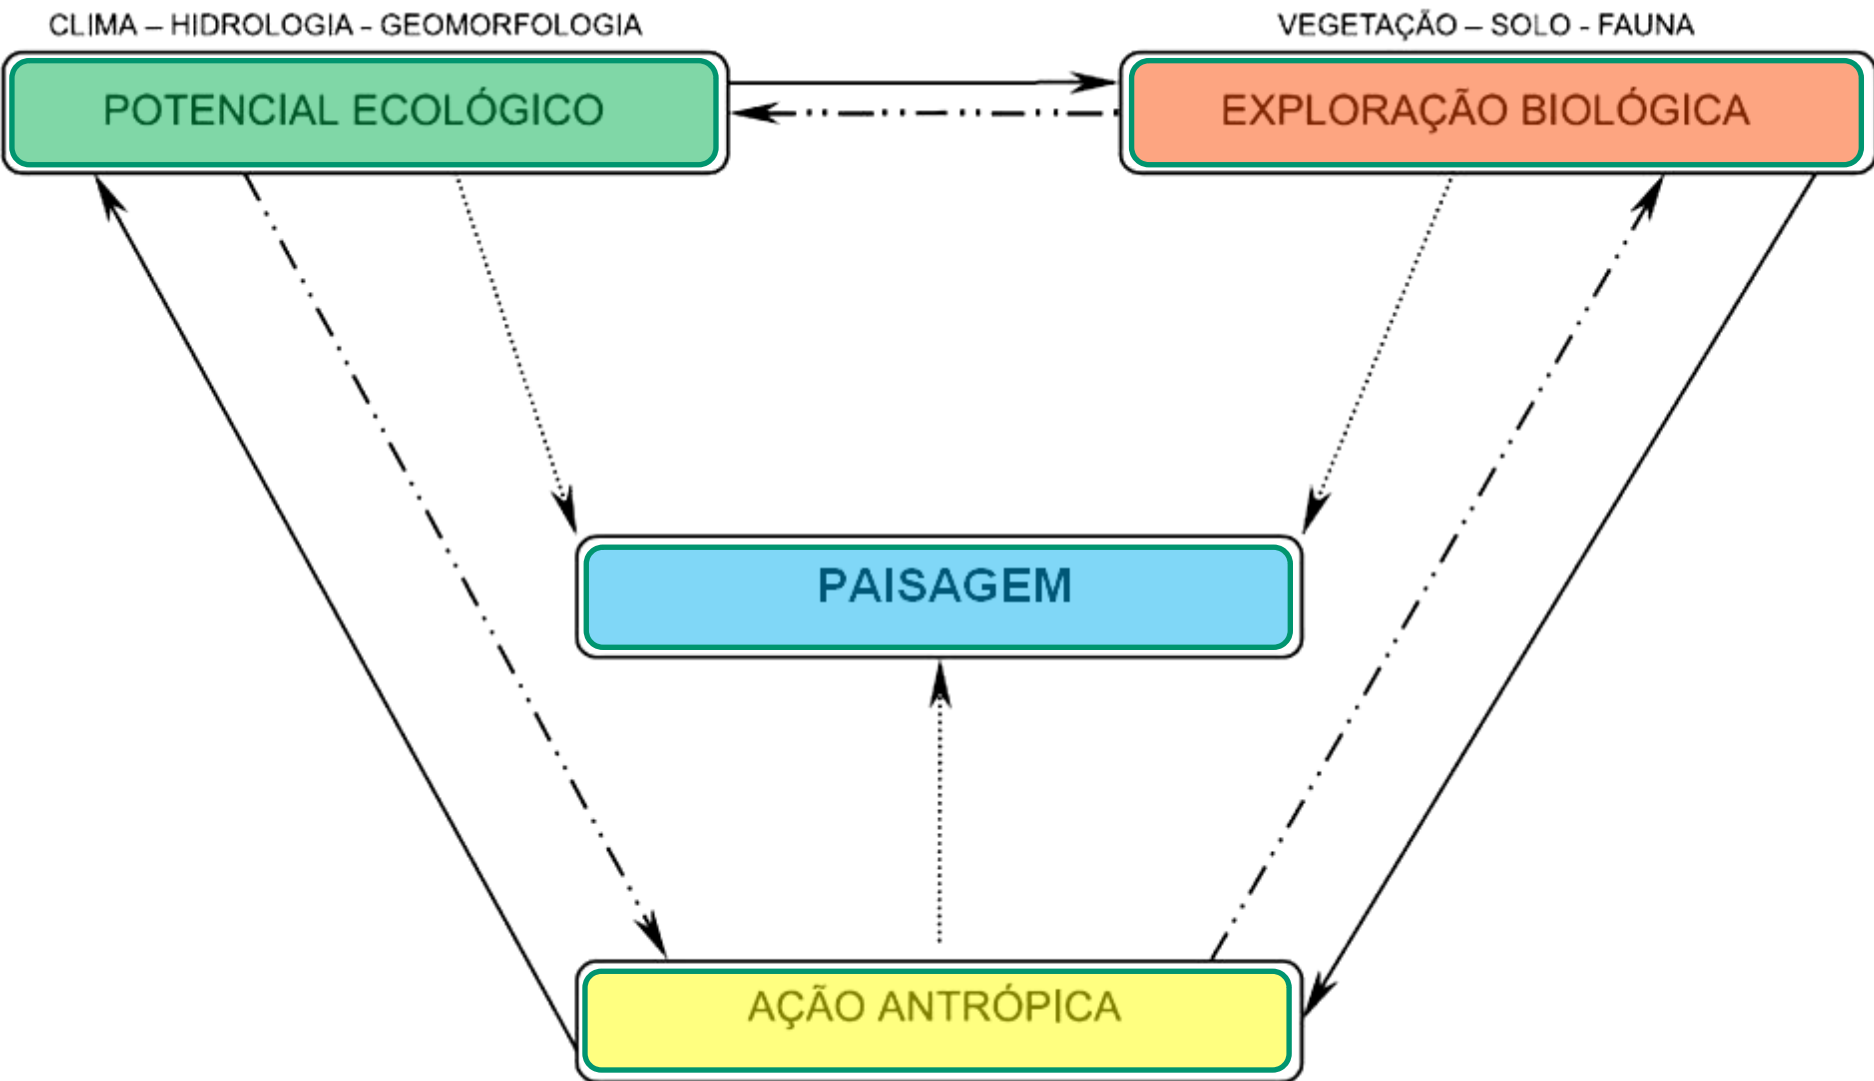 CLIMA – HIDROLOGIA - GEOMORFOLOGIA
VEGETAÇÃO – SOLO - FAUNA
POTENCIAL ECOLÓGICO
EXPLORAÇÃO BIOLÓGICA
PAISAGEM
AÇÃO ANTRÓPICA